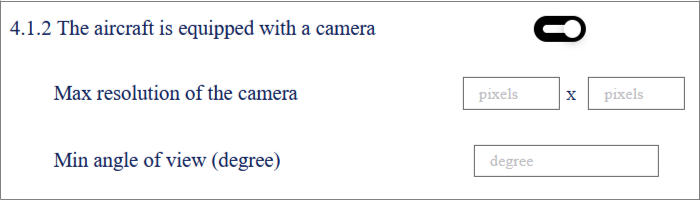 4.1.2 The aircraft is equipped with a camera
Max resolution of the camera pixels x pixels
Min angle of view (degree) degree